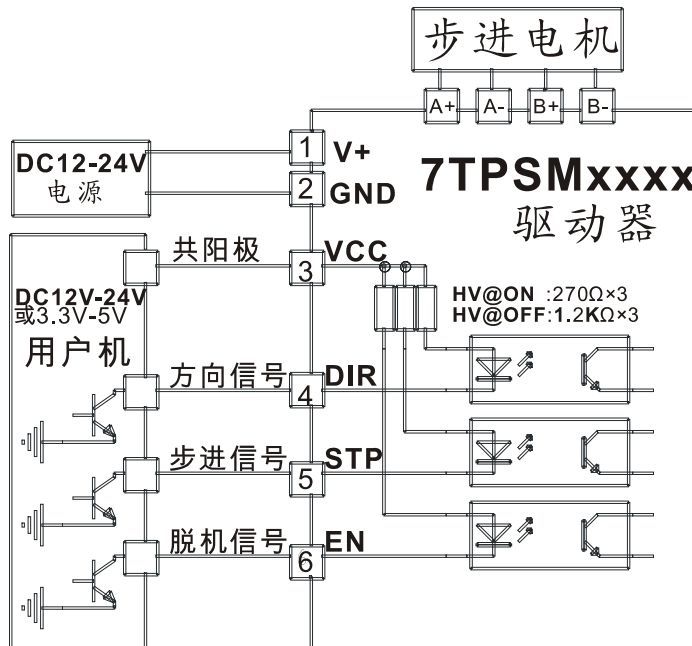 步进电机
A+ A- B+ B-
DC12-24V
电源
1 V+
2 GND
7TPSMxxxx
驱动器
共阳极
3 VCC
DC12V-24V
或3.3V-5V
用户机
HV@ON :270Ω×3
HV@OFF:1.2KΩ×3
方向信号
4 DIR
步进信号
5 STP
脱机信号
6 EN